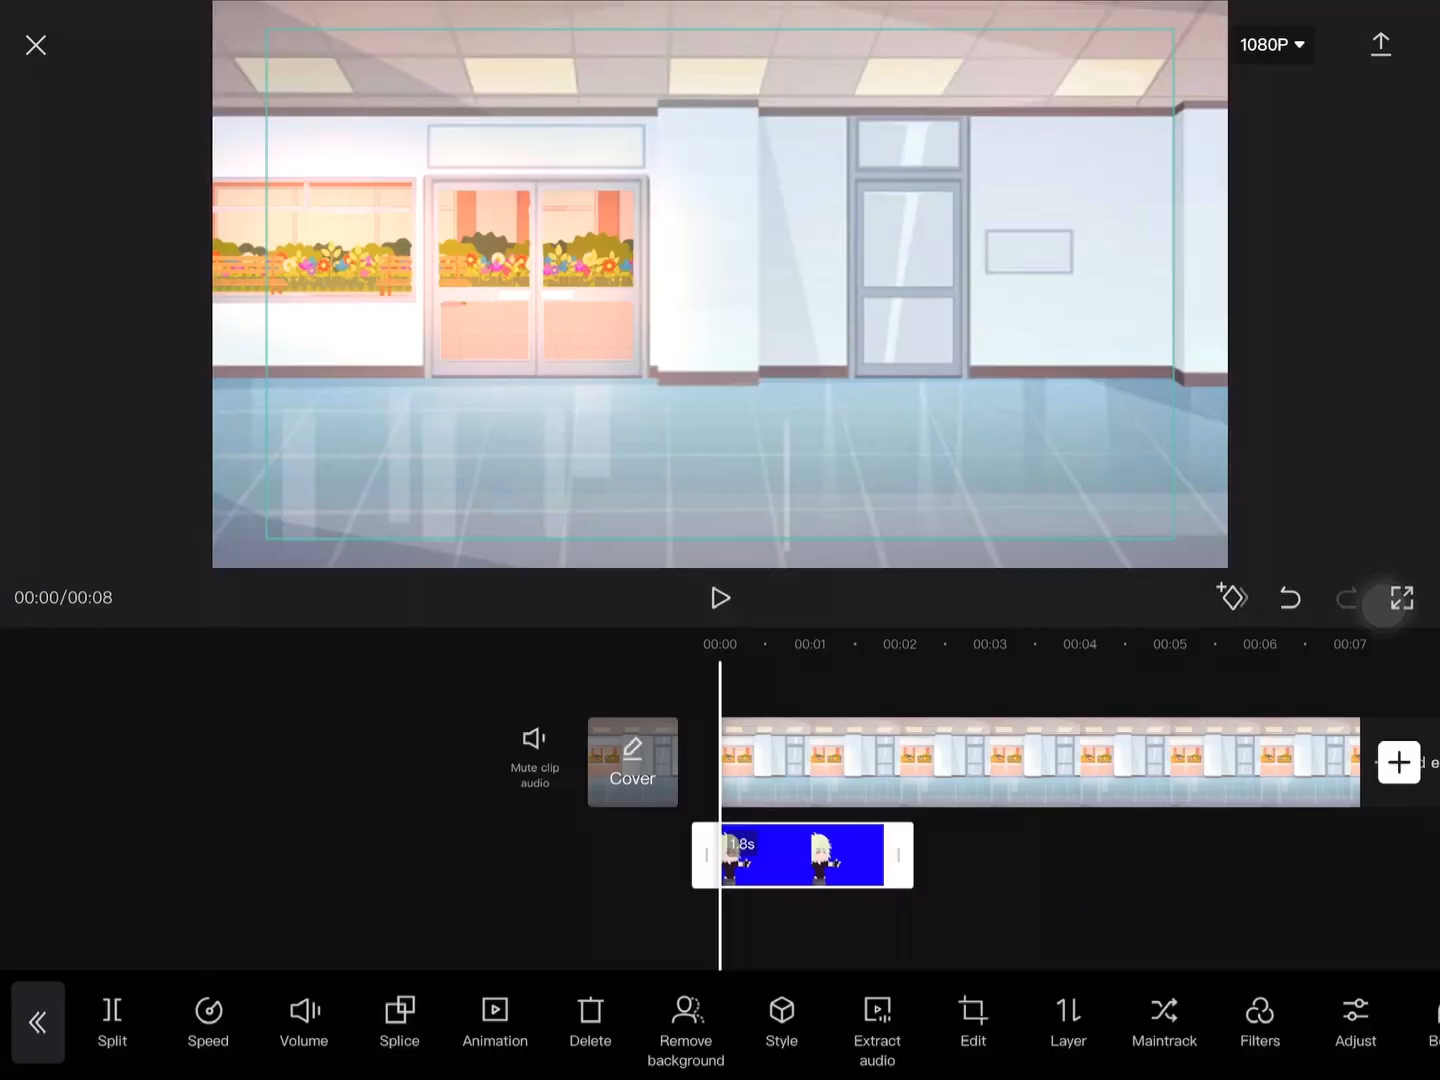 1080P
00:00/00:08
00:00
00:01
00:02
00:03
00:04
00:05
00:06
00:07
Mute clip
audio
Cover
1.8s
Split
Speed
Volume
Splice
Animation
Delete
Remove
background
Style
Extract
audio
Edit
Layer
Maintrack
Filters
Adjust